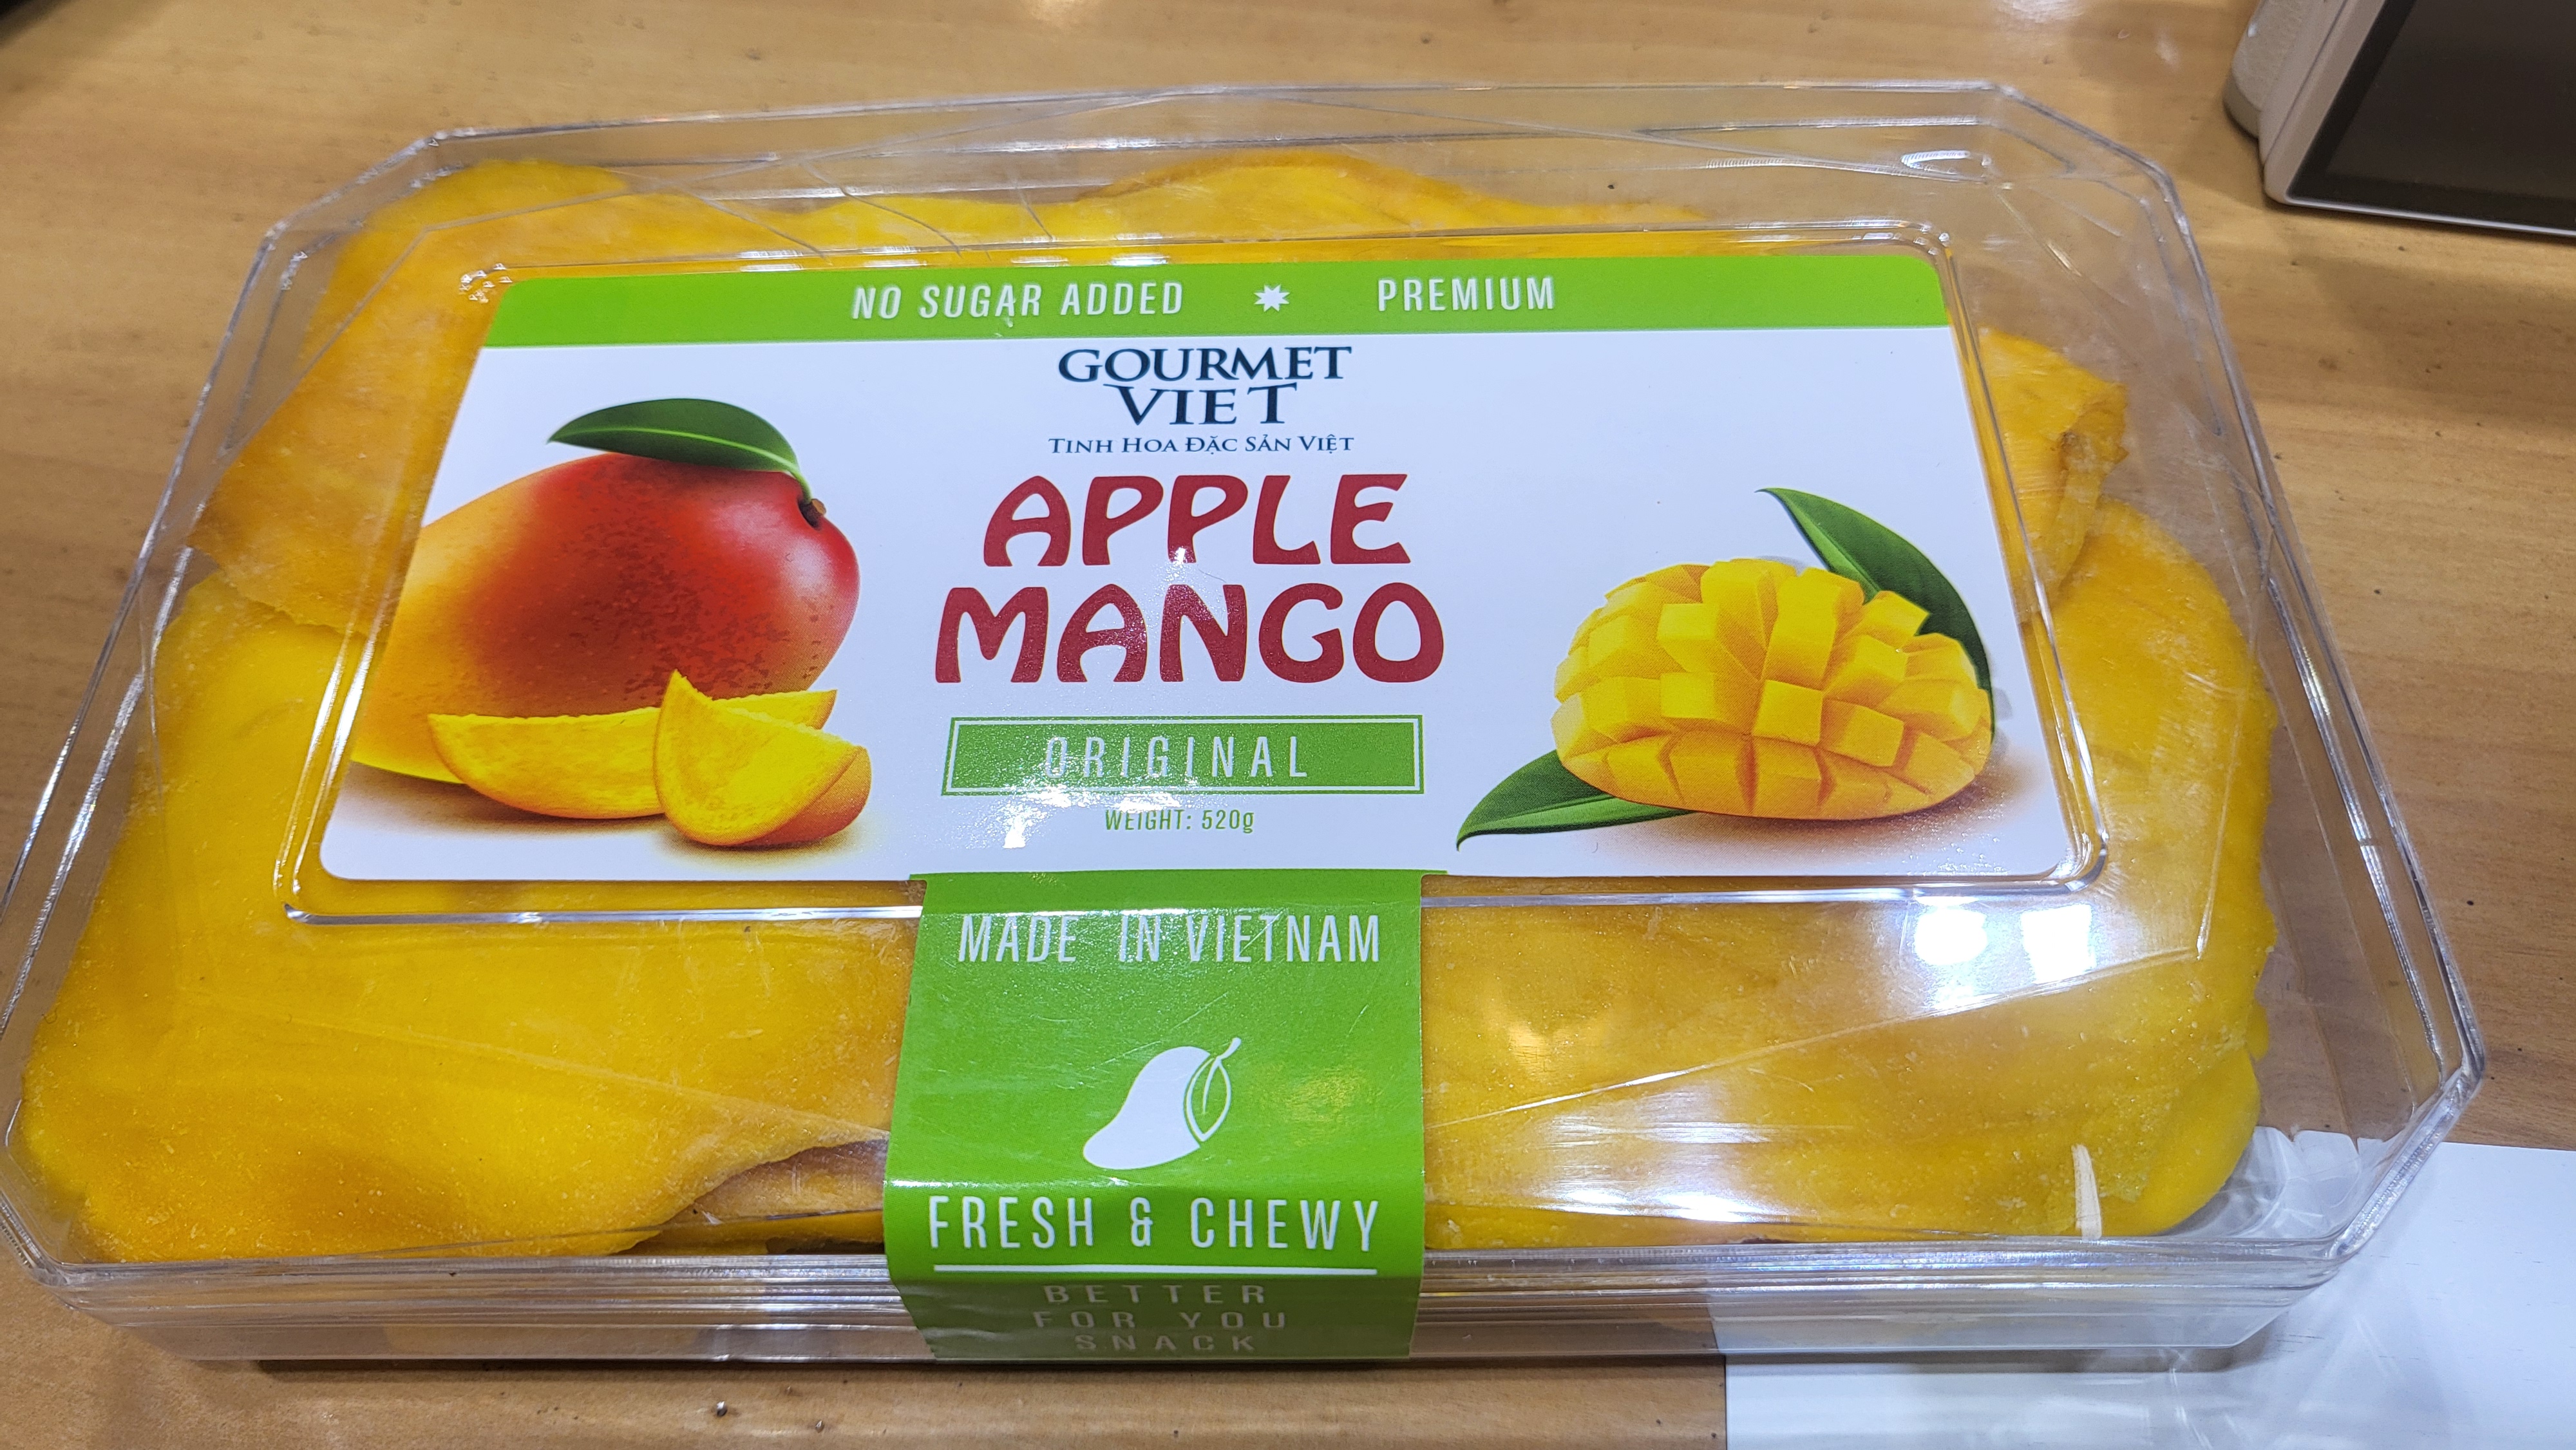 NO SUGAR ADDED PREMIUM
GOURMET
VIET
TINH HOA ĐẶC SẢN VIỆT
APPLE
MANGO
ORIGINAL
WEIGHT: 520g
MADE IN VIETNAM
FRESH & CHEWY
BETTER
FOR YOU
SNACK